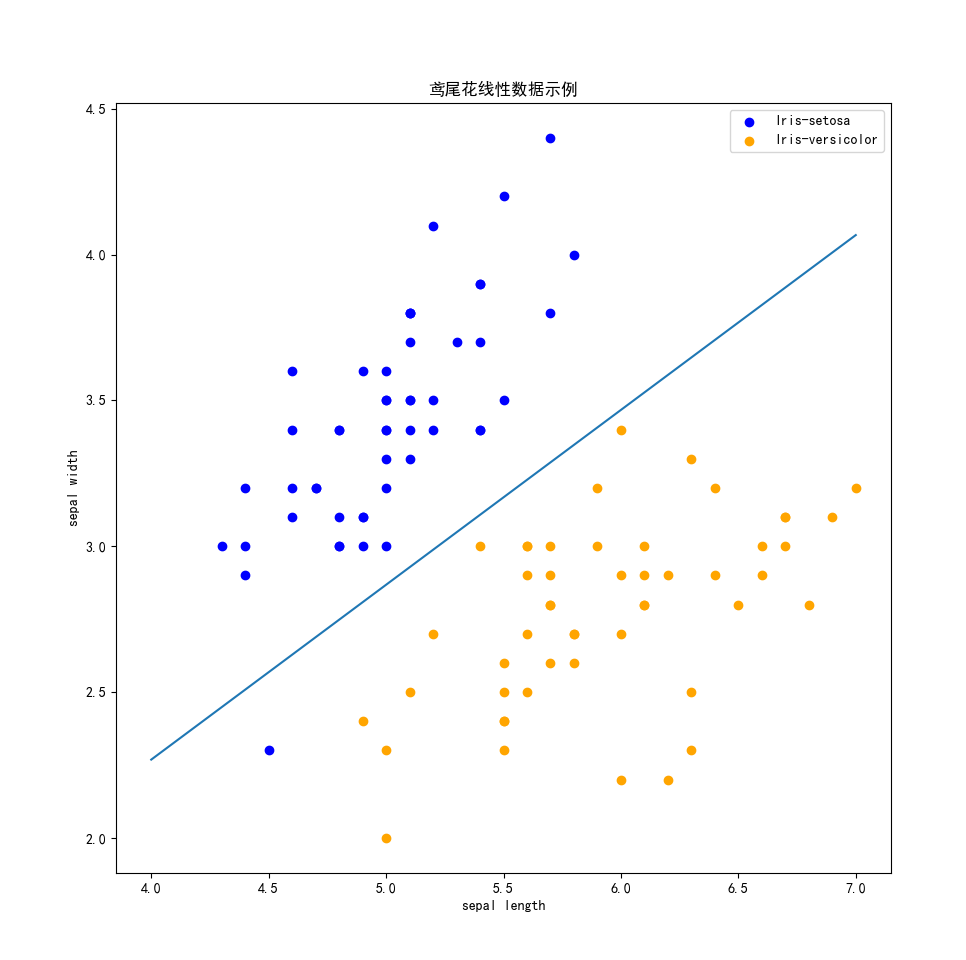 鸢尾花线性数据示例
Iris-setosa
Iris-versicolor
4.5
4.0
3.5
3.0
2.5
2.0
sepal width
4.0 4.5 5.0 5.5 6.0 6.5 7.0
sepal length